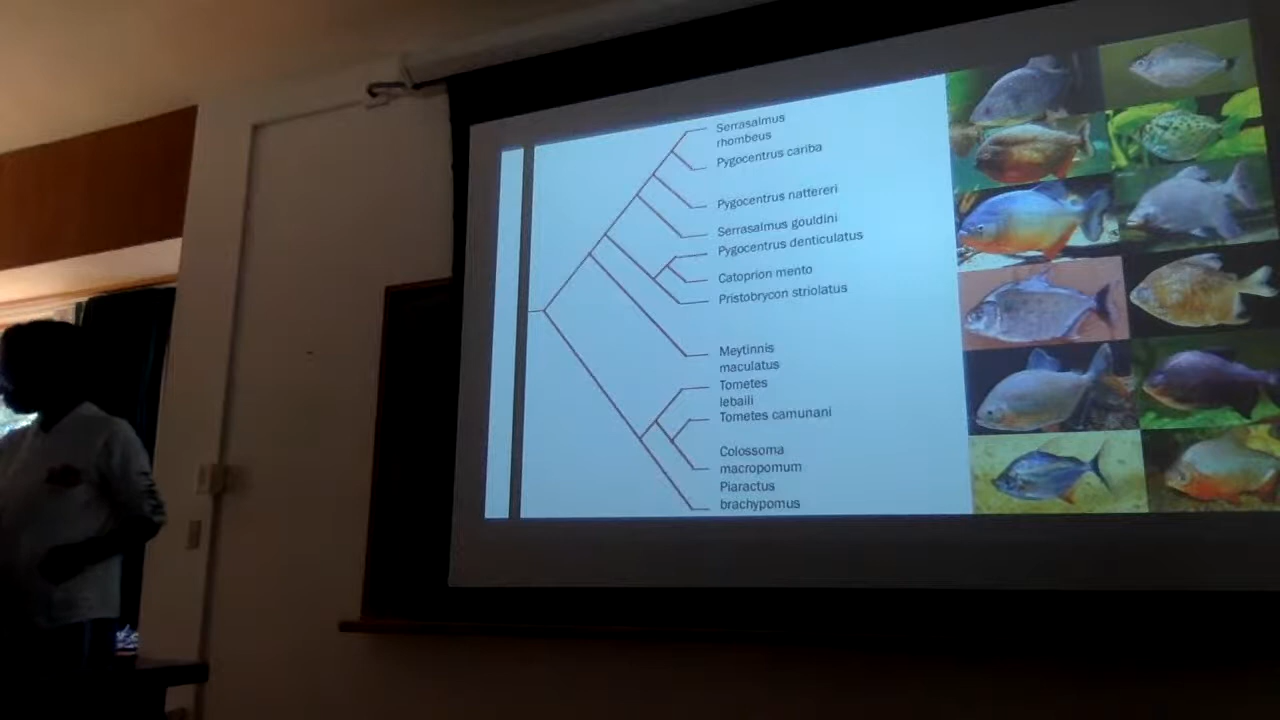 Serrasalmus
rhombeus
Pygocentrus cariba
Pygocentrus nattereri
Serrasalmus gouldini
Pygocentrus denticulatus
Catoprion mento
Pristobrycon striolatus
Meytinnis
maculatus
Tometes
lebaili
Tometes camunani
Colossoma
macropomum
Piaractus
brachypomus